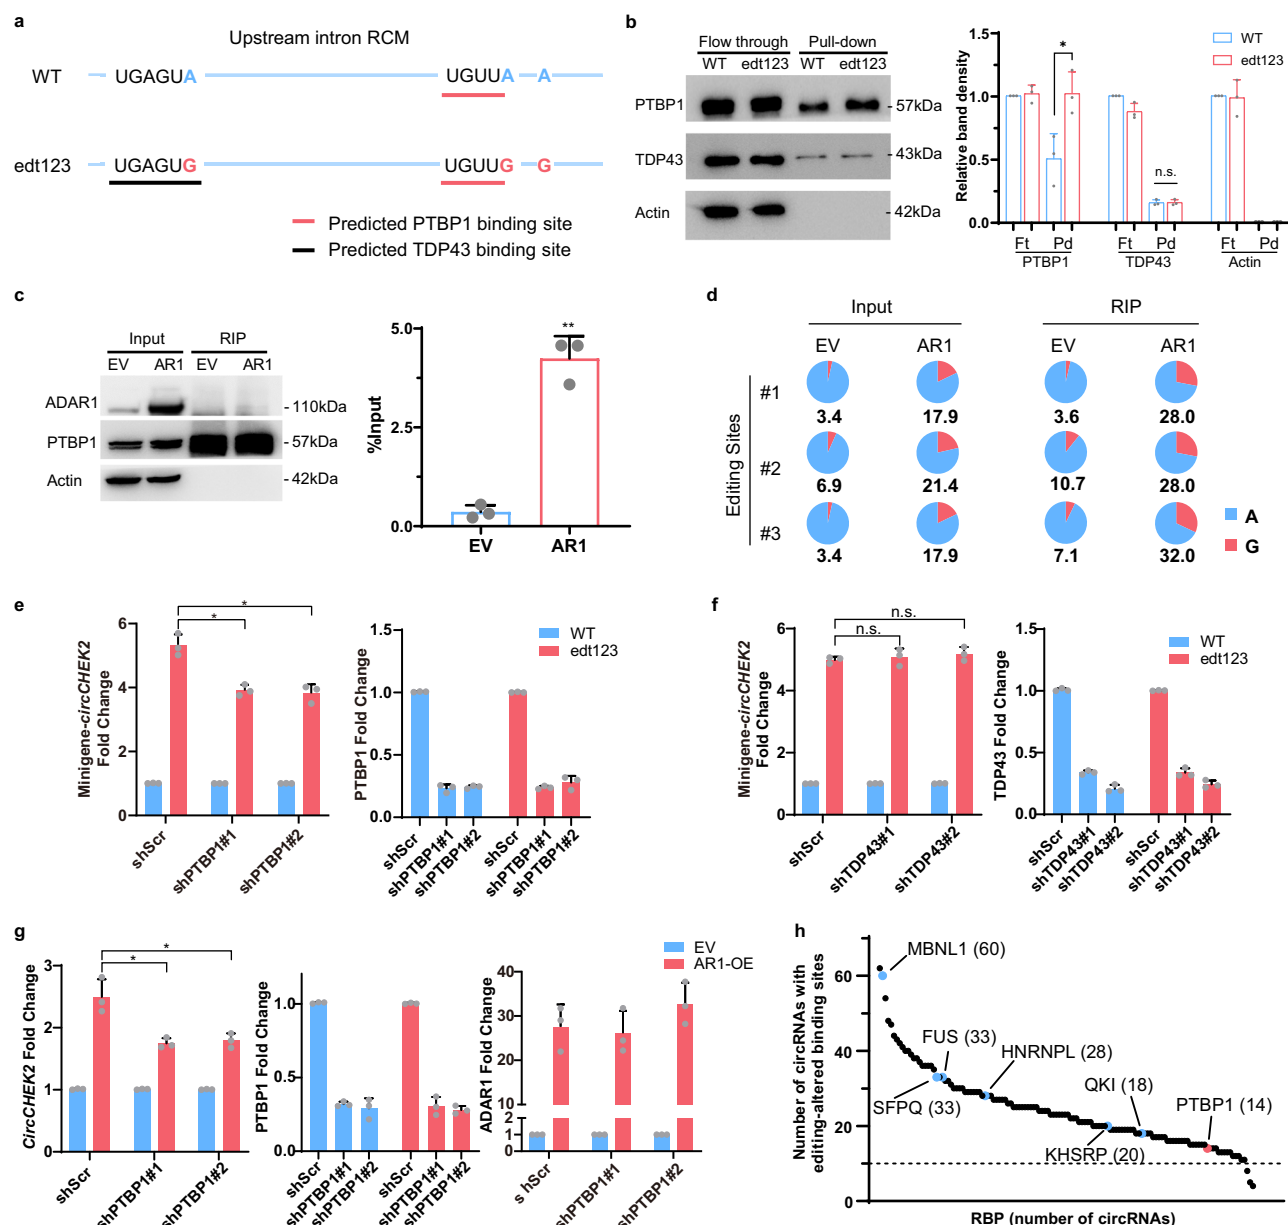 a
Upstream intron RCM
WT
UGAGUA
UGUUA
A
edt123
UGAGUG
UGUUG
G
Predicted PTBP1 binding site
Predicted TDP43 binding site
b
Flow through
Pull-down
WT
edt123
WT
edt123
PTBP1
- 57kDa
TDP43
- 43kDa
Actin
- 42kDa
Relative band density
1.5
1.0
0.5
0.0
*
n.s.
WT
edt123
Ft
Pd
Ft
Pd
Ft
Pd
PTBP1
TDP43
Actin
c
Input
RIP
EV
AR1
EV
AR1
ADAR1
- 110kDa
PTBP1
- 57kDa
Actin
- 42kDa
%Input
5.0
2.5
0.0
**
EV
AR1
d
Input
RIP
EV
AR1
EV
AR1
Editing Sites
#1
3.4
17.9
3.6
28.0
#2
6.9
21.4
10.7
28.0
#3
3.4
17.9
7.1
32.0
A
G
e
Minigene-circCHEK2
Fold Change
6
4
2
0
*
*
shScr
shPTBP1#1
shPTBP1#2
PTBP1 Fold Change
1.5
1.0
0.5
0.0
WT
edt123
shScr
shPTBP1#1
shPTBP1#2
shScr
shPTBP1#1
shPTBP1#2
f
Minigene-circCHEK2
Fold Change
6
4
2
0
n.s.
n.s.
shScr
shTDP43#1
shTDP43#2
TDP43 Fold Change
1.5
1.0
0.5
0.0
WT
edt123
shScr
shTDP43#1
shTDP43#2
shScr
shTDP43#1
shTDP43#2
g
CircCHEK2 Fold Change
3
2
1
0
*
*
shScr
shPTBP1#1
shPTBP1#2
PTBP1 Fold Change
1.0
0.5
0.0
shScr
shPTBP1#1
shPTBP1#2
shScr
shPTBP1#1
shPTBP1#2
EV
AR1-OE
ADAR1 Fold Change
40
30
20
10
2
1
0
s hScr
shPTBP1#1
shPTBP1#2
h
Number of circRNAs with
editing-altered binding sites
60
40
20
0
MBNL1 (60)
FUS (33)
HNRNPL (28)
SFPQ (33)
QKI (18)
PTBP1 (14)
KHSRP (20)
RBP (number of circRNAs)